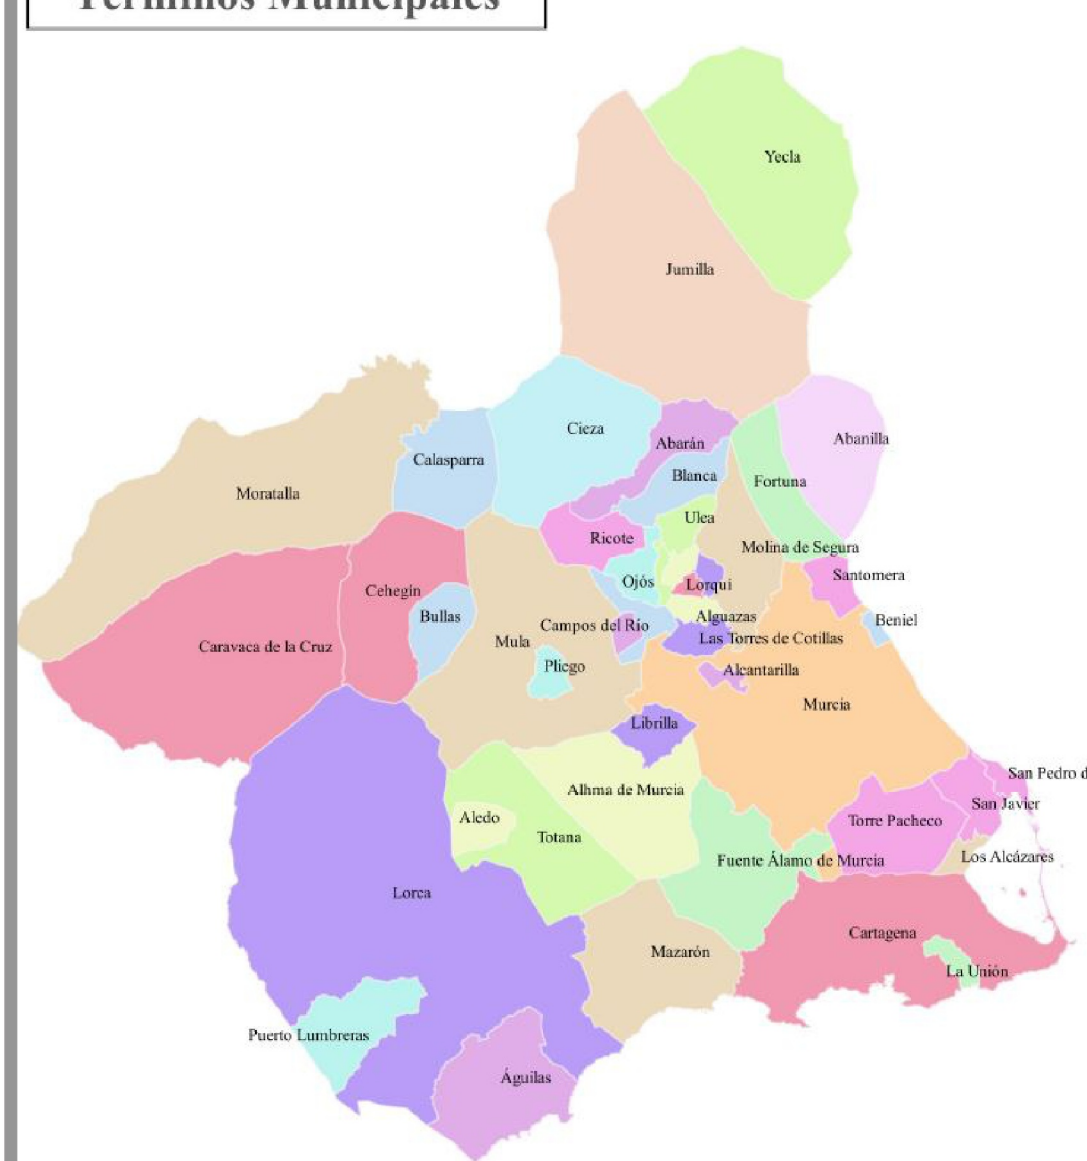 Términos Municipales
Yecla
Jumilla
Cieza
Abarán
Abanilla
Calasparra
Blanca
Fortuna
Moratalla
Ulea
Ricote
Molina de Segura
Ojós
Lorqui
Santomera
Cehegín
Bullas
Alguazas
Beniel
Campos del Río
Las Torres de Cotillas
Caravaca de la Cruz
Mula
Pliego
Alcantarilla
Murcia
Librilla
San Pedro d
Alhma de Murcia
San Javier
Aledo
Torre Pacheco
Totana
Fuente Álamo de Murcia
Los Alcázares
Lorca
Cartagena
Mazarón
La Unión
Puerto Lumbreras
Águilas